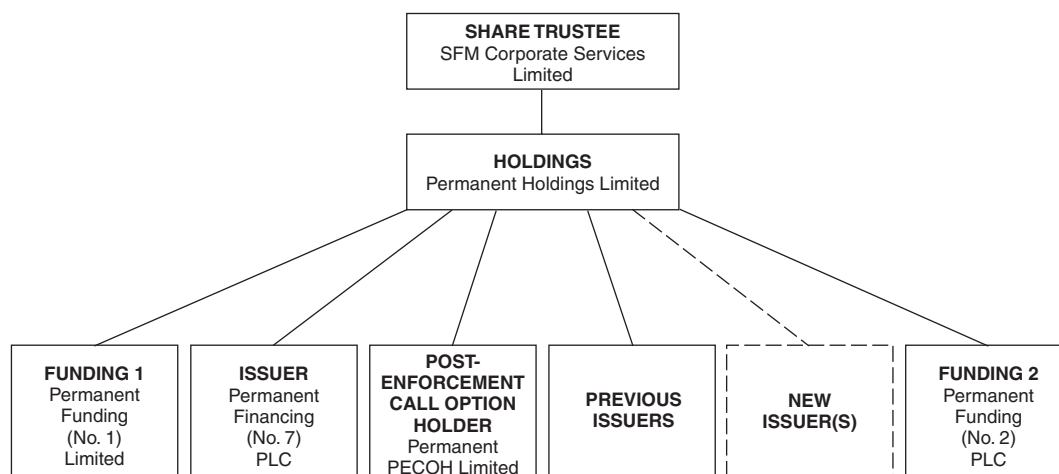 SHARE TRUSTEE
SFM Corporate Services
Limited
HOLDINGS
Permanent Holdings Limited
FUNDING 1
Permanent
Funding
(No. 1)
Limited
ISSUER
Permanent
Financing
(No. 7)
PLC
POST-
ENFORCEMENT
CALL OPTION
HOLDER
Permanent
PECOH Limited
PREVIOUS
ISSUERS
NEW
ISSUER(S)
FUNDING 2
Permanent
Funding
(No. 2)
PLC